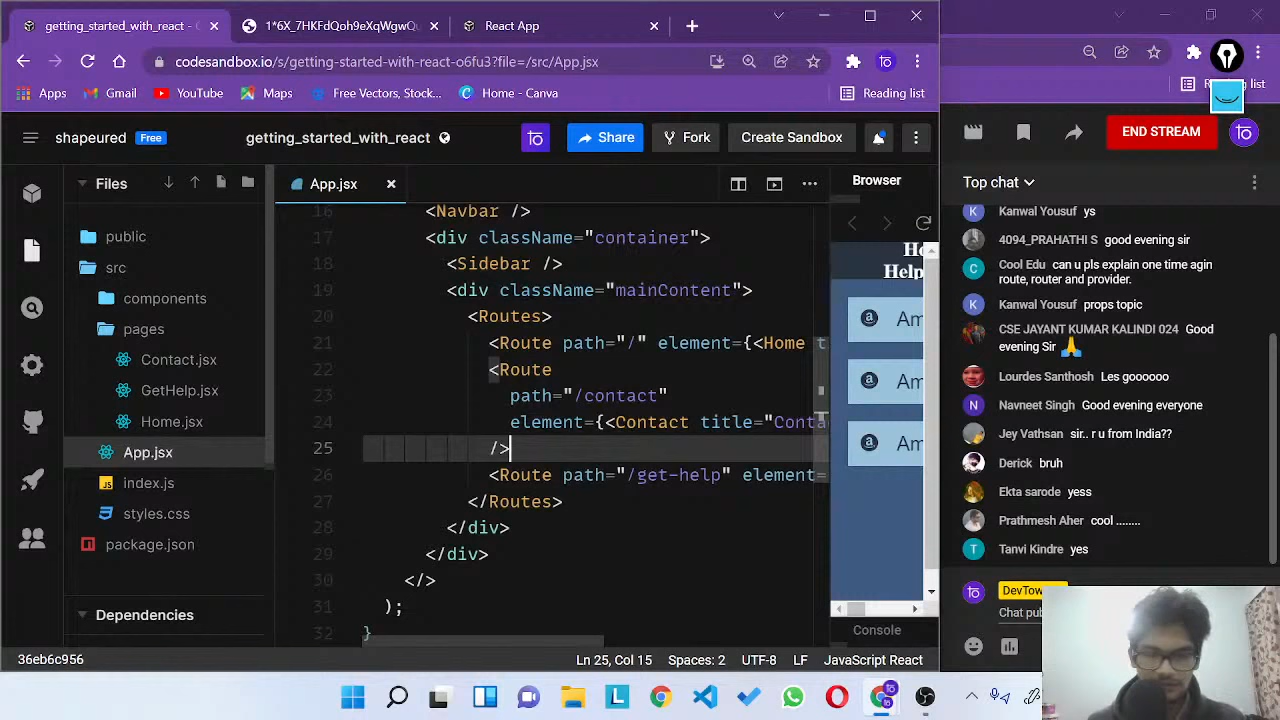 getting_started_with_react -
1*6X_7HKFdQoh9eXqWgwQu
React App
codesandbox.io/s/getting-started-with-react-o6fu3?file=/src/App.jsx
Apps
Gmail
YouTube
Maps
Free Vectors, Stock...
Home - Canva
Reading list
shapeured
Free
getting_started_with_react
Share
Fork
Create Sandbox
END STREAM
Files
App.jsx
Browser
Top chat
public
src
components
pages
Contact.jsx
GetHelp.jsx
Home.jsx
App.jsx
index.js
styles.css
package.json
Dependencies
16 <Navbar />
17 <div className="container">
18 <Sidebar />
19 <div className="mainContent">
20 <Routes>
21 <Route path="/" element={<Home t
22 <Route
23 path="/contact"
24 element={<Contact title="Conta
25 />
26 <Route path="/get-help" element=
27 </Routes>
28 </div>
29 </div>
30 </>
31 );
32 }
Help
Am
Am
Am
Console
Kanwal Yousuf ys
4094_PRAHATHI S good evening sir
Cool Edu can u pls explain one time agin
route, router and provider.
Kanwal Yousuf props topic
CSE JAYANT KUMAR KALINDI 024 Good
evening Sir 🙏
Lourdes Santhosh Les goooooo
Navneet Singh Good evening everyone
Jey Vathsan sir.. r u from India??
Derick bruh
Ekta sarode yess
Prathmesh Aher cool ........
Tanvi Kindre yes
DevTow
Chat pub
36eb6c956
Ln 25, Col 15
Spaces: 2
UTF-8
LF
JavaScript React